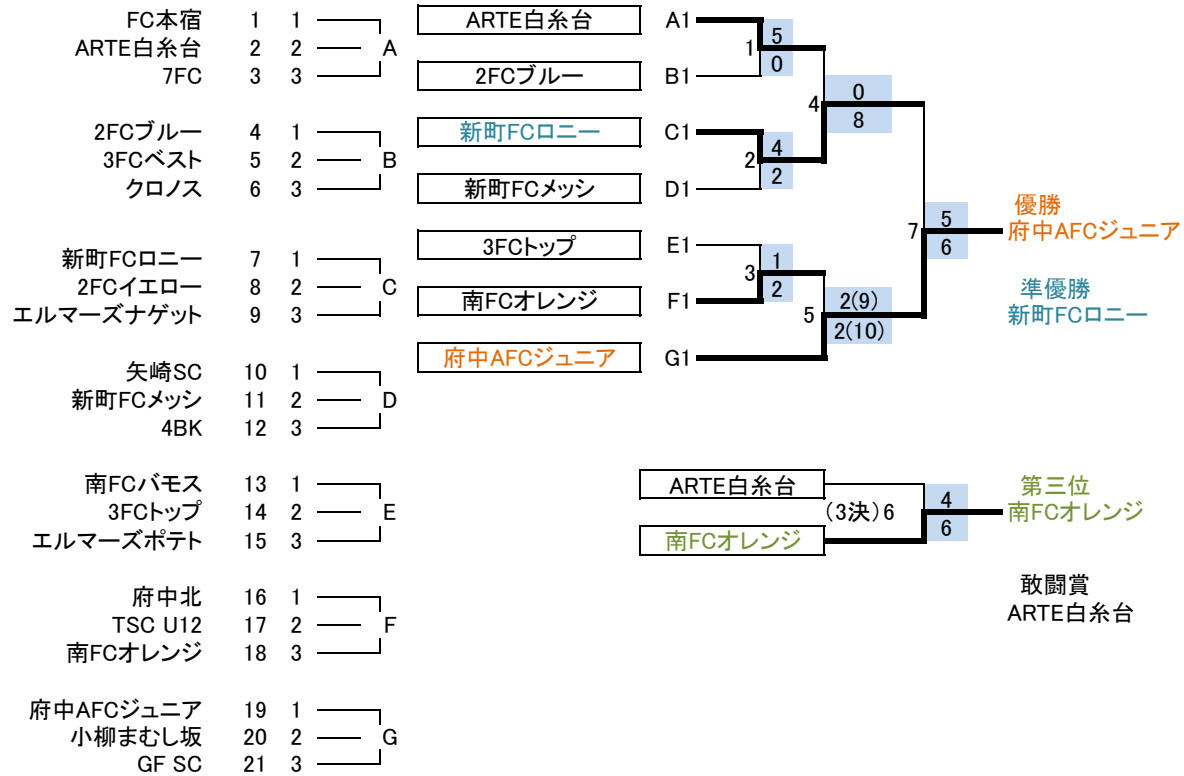 FC本宿 1 1
ARTE白糸台 2 2 A
7FC 3 3
2FCブルー 4 1
3FCベスト 5 2 B
クロノス 6 3
新町FCロニー 7 1
2FCイエロー 8 2 C
エルマーズナゲット 9 3
矢崎SC 10 1
新町FCメッシ 11 2 D
4BK 12 3
南FCバモス 13 1
3FCトップ 14 2 E
エルマーズポテト 15 3
府中北 16 1
TSC U12 17 2 F
南FCオレンジ 18 3
府中AFCジュニア 19 1
小柳まむし坂 20 2 G
GF SC 21 3
ARTE白糸台 A1
2FCブルー B1
新町FCロニー C1
新町FCメッシ D1
3FCトップ E1
南FCオレンジ F1
府中AFCジュニア G1
1
5
0
2
4
2
3
1
2
4
0
8
5
2(9)
2(10)
7
5
6
優勝
府中AFCジュニア
準優勝
新町FCロニー
ARTE白糸台
(3決)6
南FCオレンジ
4
6
第三位
南FCオレンジ
敢闘賞
ARTE白糸台